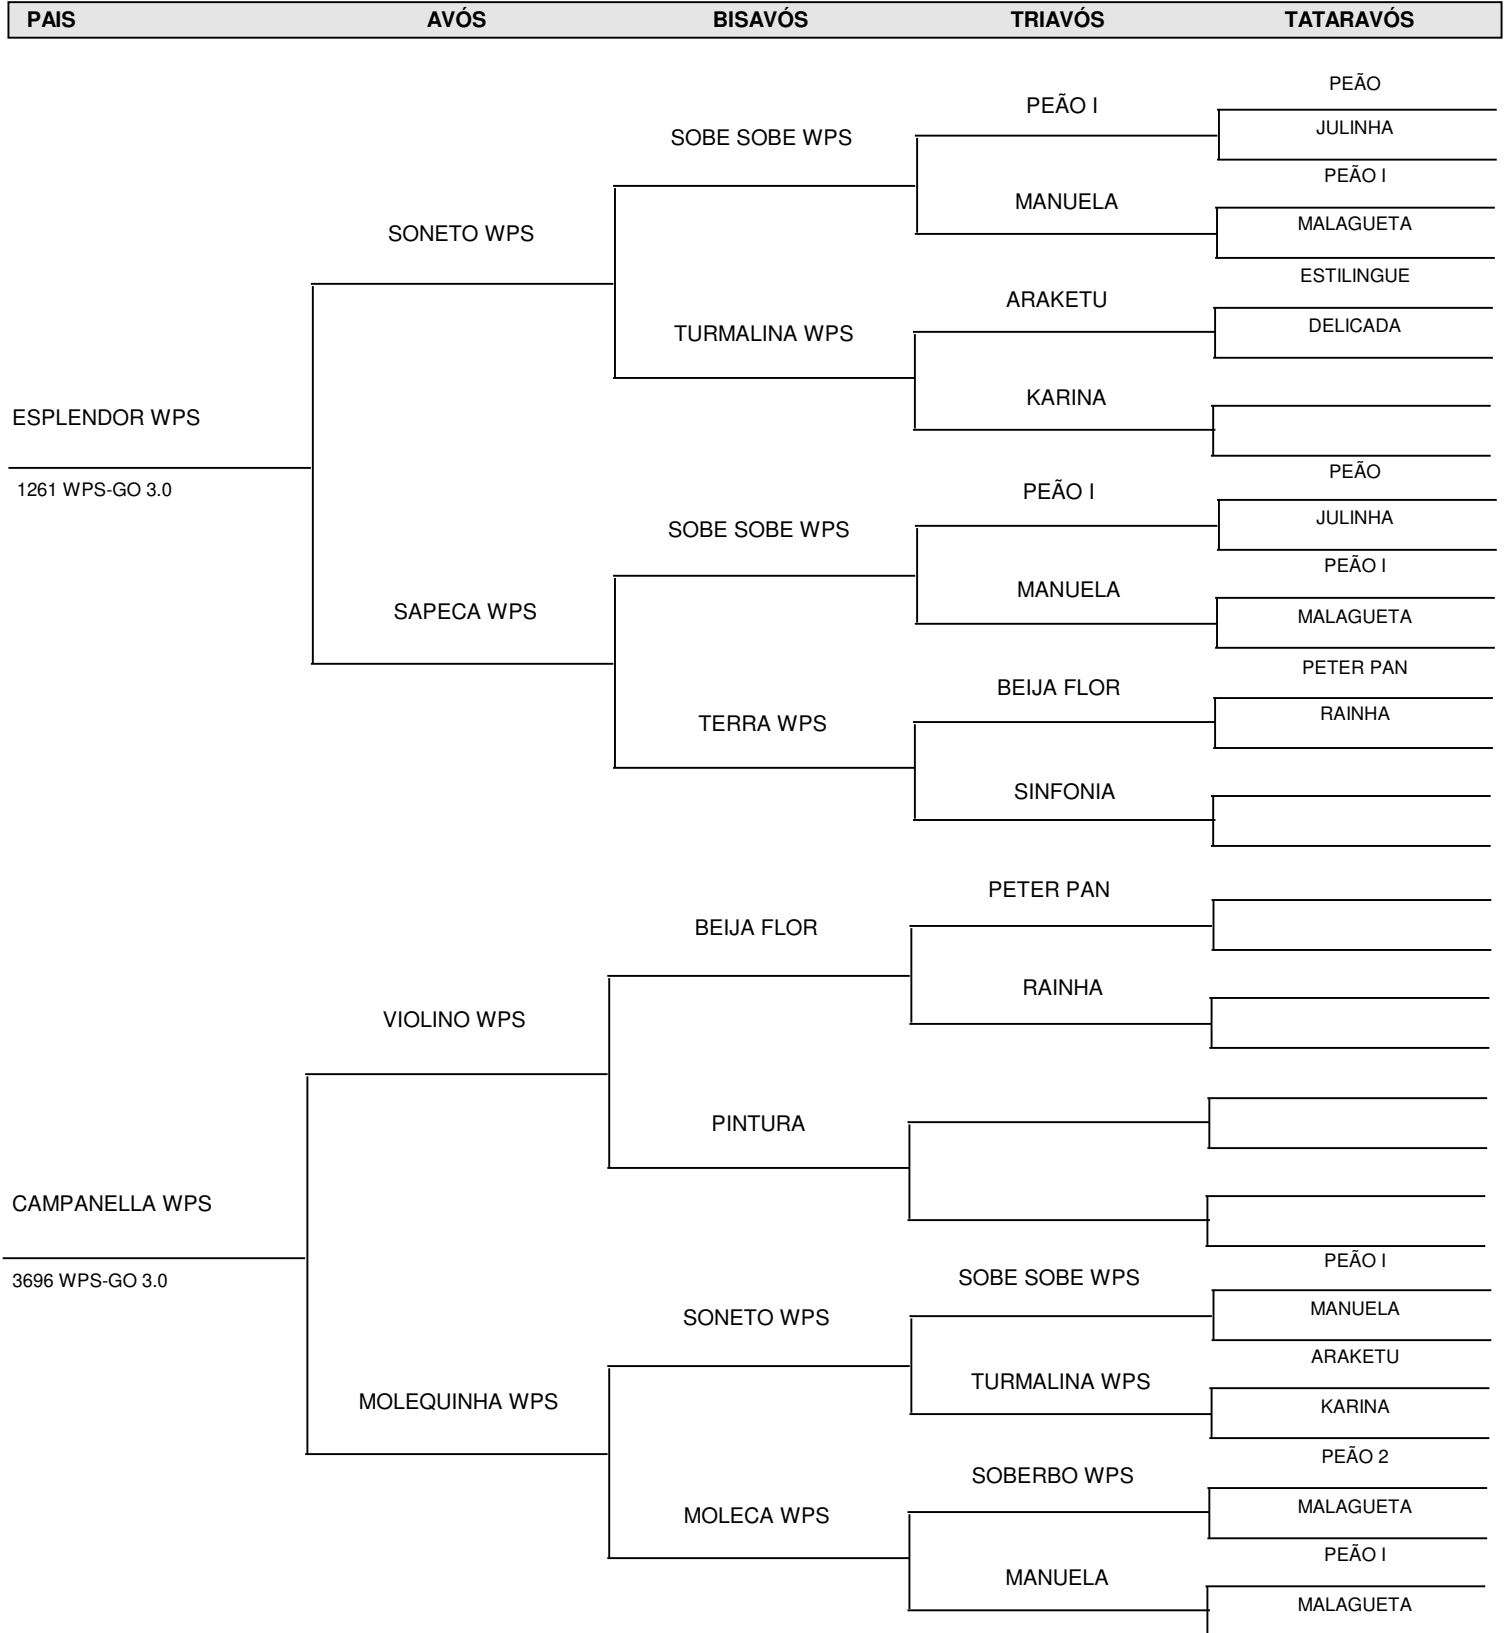 PAIS AVÓS BISAVÓS TRIAVÓS TATARAVÓS
PEÃO
PEÃO I
JULINHA
SOBE SOBE WPS
PEÃO I
MANUELA
MALAGUETA
SONETO WPS
ESTILINGUE
ARAKETU
DELICADA
TURMALINA WPS
KARINA
ESPLENDOR WPS
PEÃO
1261 WPS-GO 3.0
PEÃO I
JULINHA
SOBE SOBE WPS
PEÃO I
MANUELA
SAPECA WPS
MALAGUETA
PETER PAN
BEIJA FLOR
RAINHA
TERRA WPS
SINFONIA
PETER PAN
BEIJA FLOR
RAINHA
VIOLINO WPS
PINTURA
CAMPANELLA WPS
PEÃO I
3696 WPS-GO 3.0
SOBE SOBE WPS
MANUELA
SONETO WPS
ARAKETU
TURMALINA WPS
MOLEQUINHA WPS
KARINA
PEÃO 2
SOBERBO WPS
MALAGUETA
MOLECA WPS
PEÃO I
MANUELA
MALAGUETA